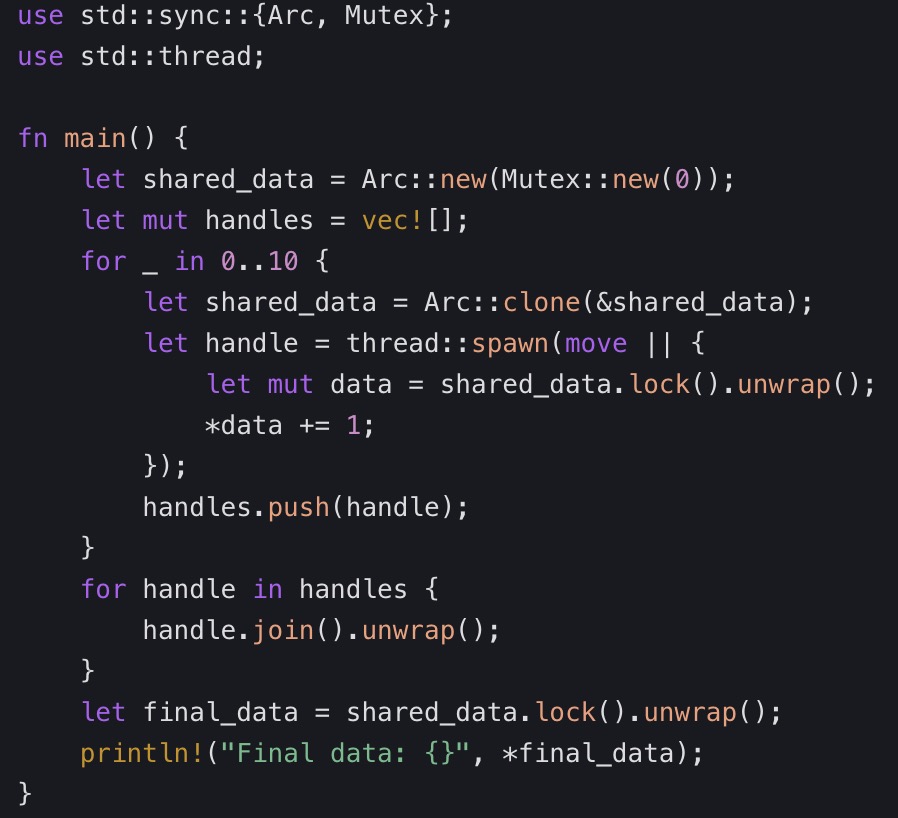 use std::sync::{Arc, Mutex};
use std::thread;

fn main() {
    let shared_data = Arc::new(Mutex::new(0));
    let mut handles = vec![];
    for _ in 0..10 {
        let shared_data = Arc::clone(&shared_data);
        let handle = thread::spawn(move || {
            let mut data = shared_data.lock().unwrap();
            *data += 1;
        });
        handles.push(handle);
    }
    for handle in handles {
        handle.join().unwrap();
    }
    let final_data = shared_data.lock().unwrap();
    println!("Final data: {}", *final_data);
}